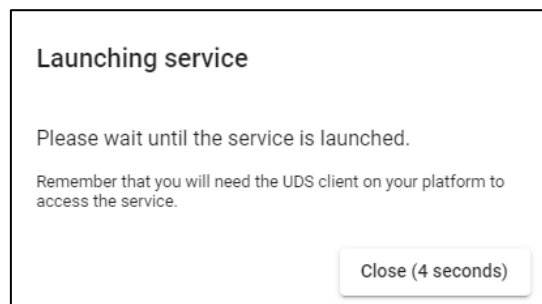 Launching service
Please wait until the service is launched.
Remember that you will need the UDS client on your platform to
access the service.
Close (4 seconds)